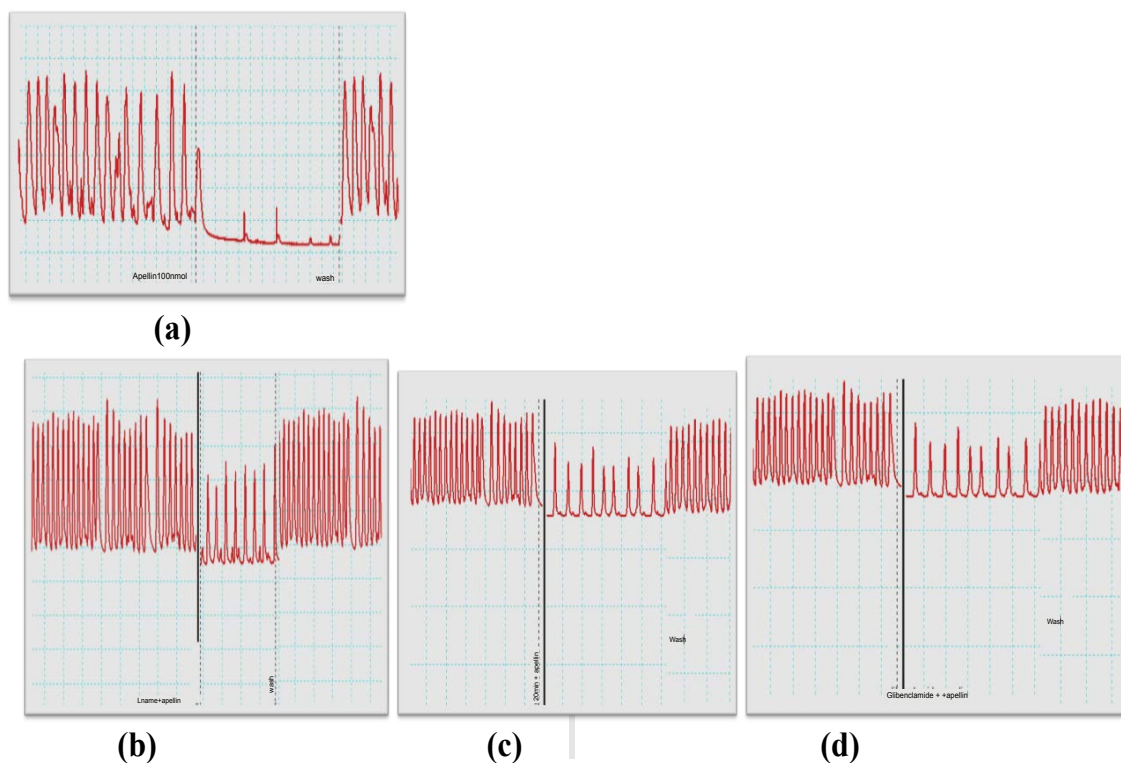 Apellin100nmol
wash
(a)
Lname+apellin
wash
20min + apellin
Wash
Glibenclamide + +apellin
Wash
(b)
(c)
(d)